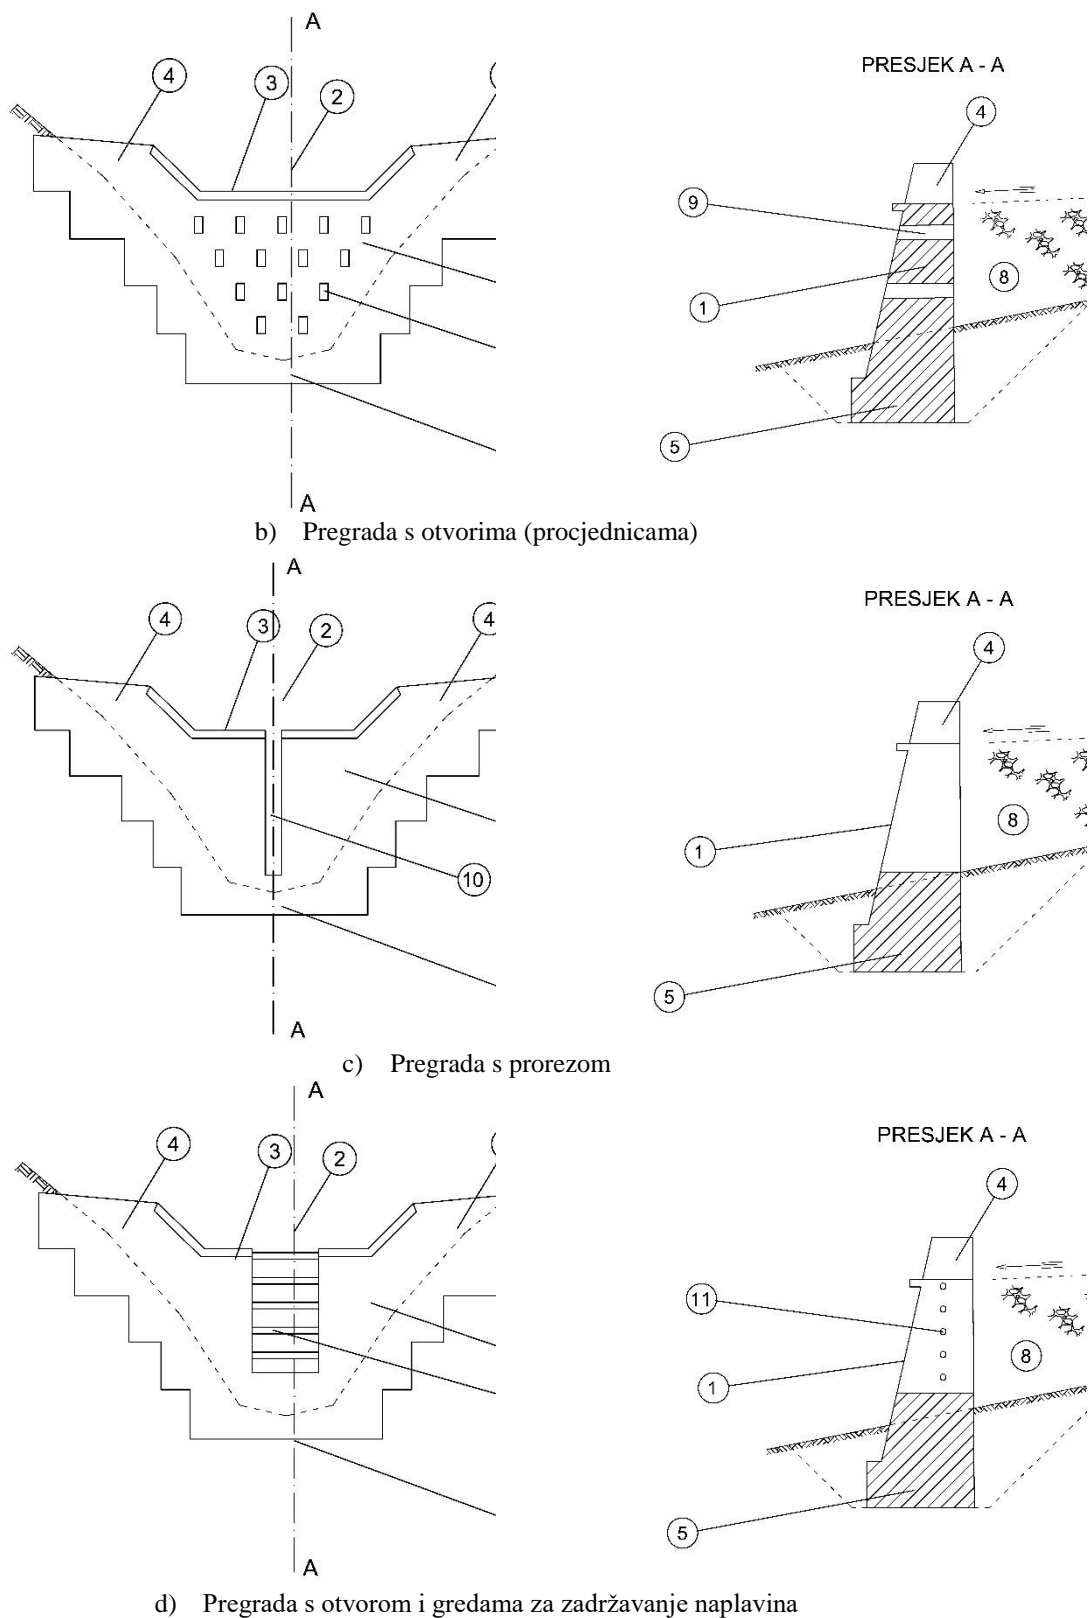 A
4
3
2
A
PRESJEK A - A
4
9
1
8
5
b) Pregrada s otvorima (procjednicama)
A
4
3
2
4
10
A
PRESJEK A - A
4
1
8
5
c) Pregrada s prorezom
A
4
3
2
A
PRESJEK A - A
4
11
1
8
5
d) Pregrada s otvorom i gredama za zadržavanje naplavina